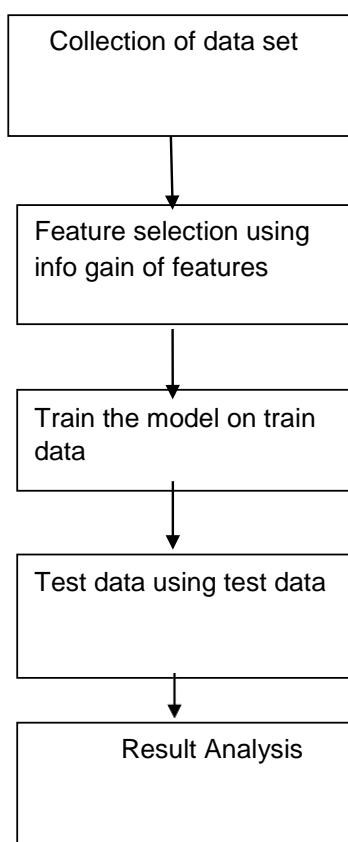 Collection of data set
Feature selection using
info gain of features
Train the model on train
data
Test data using test data
Result Analysis